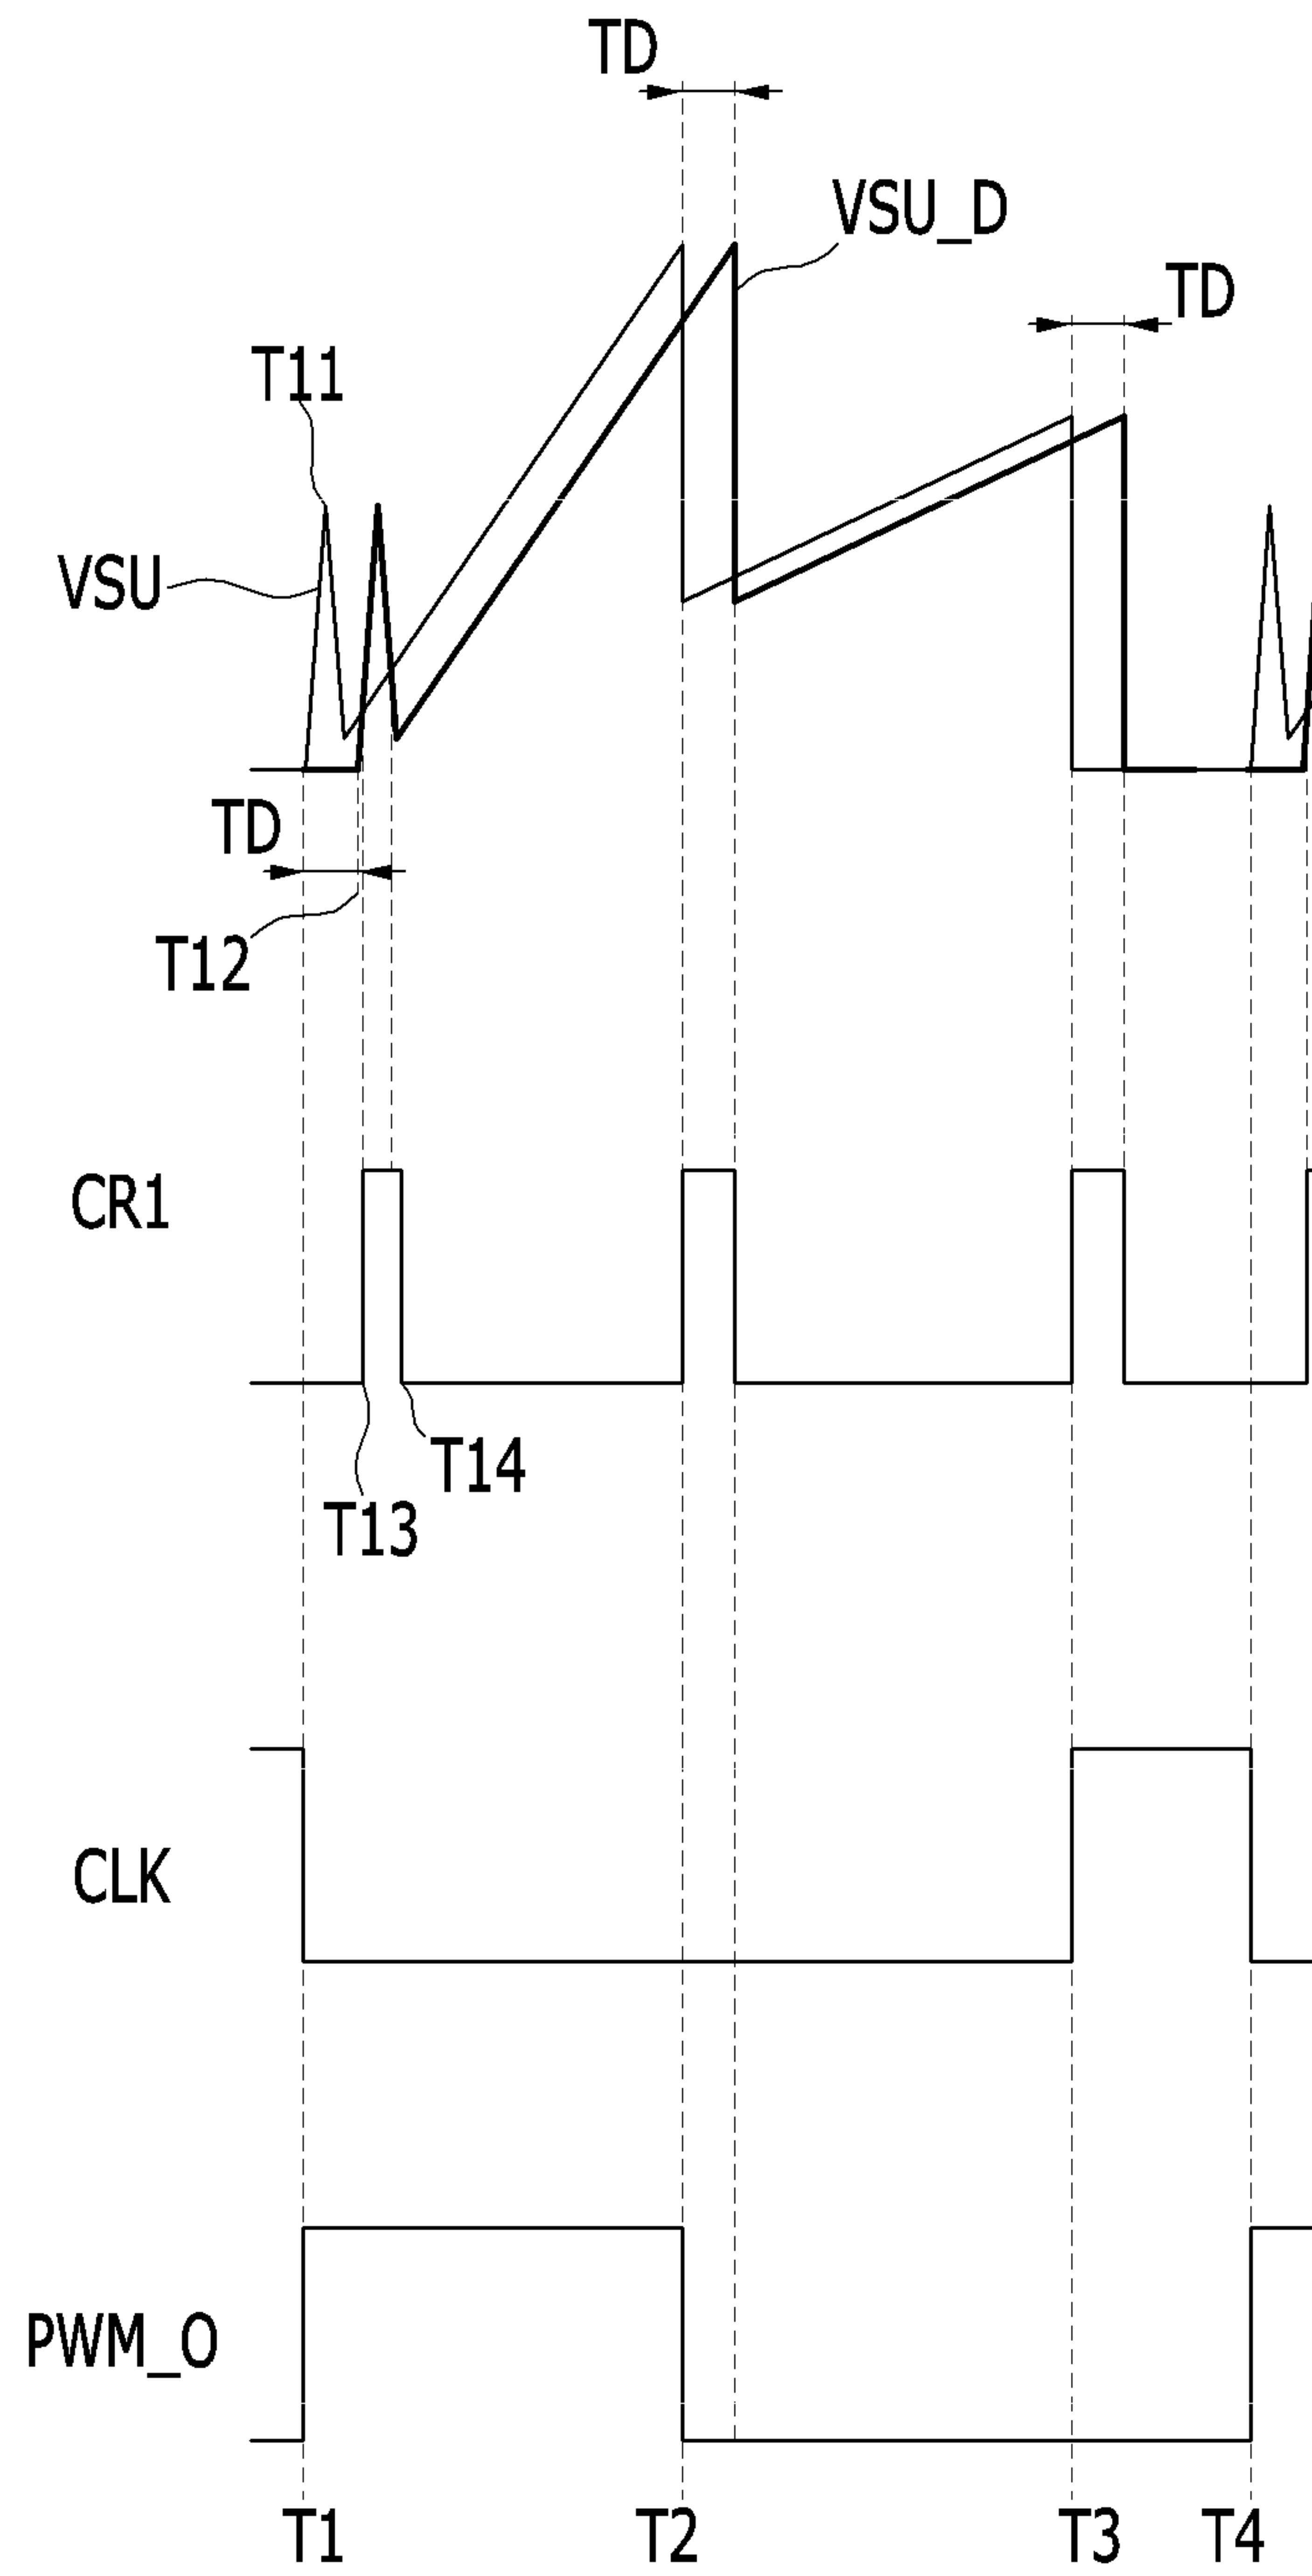 TD
VSU_D
TD
T11
VSU
TD
T12
CR1
T14
T13
CLK
PWM_O
T1 T2 T3 T4